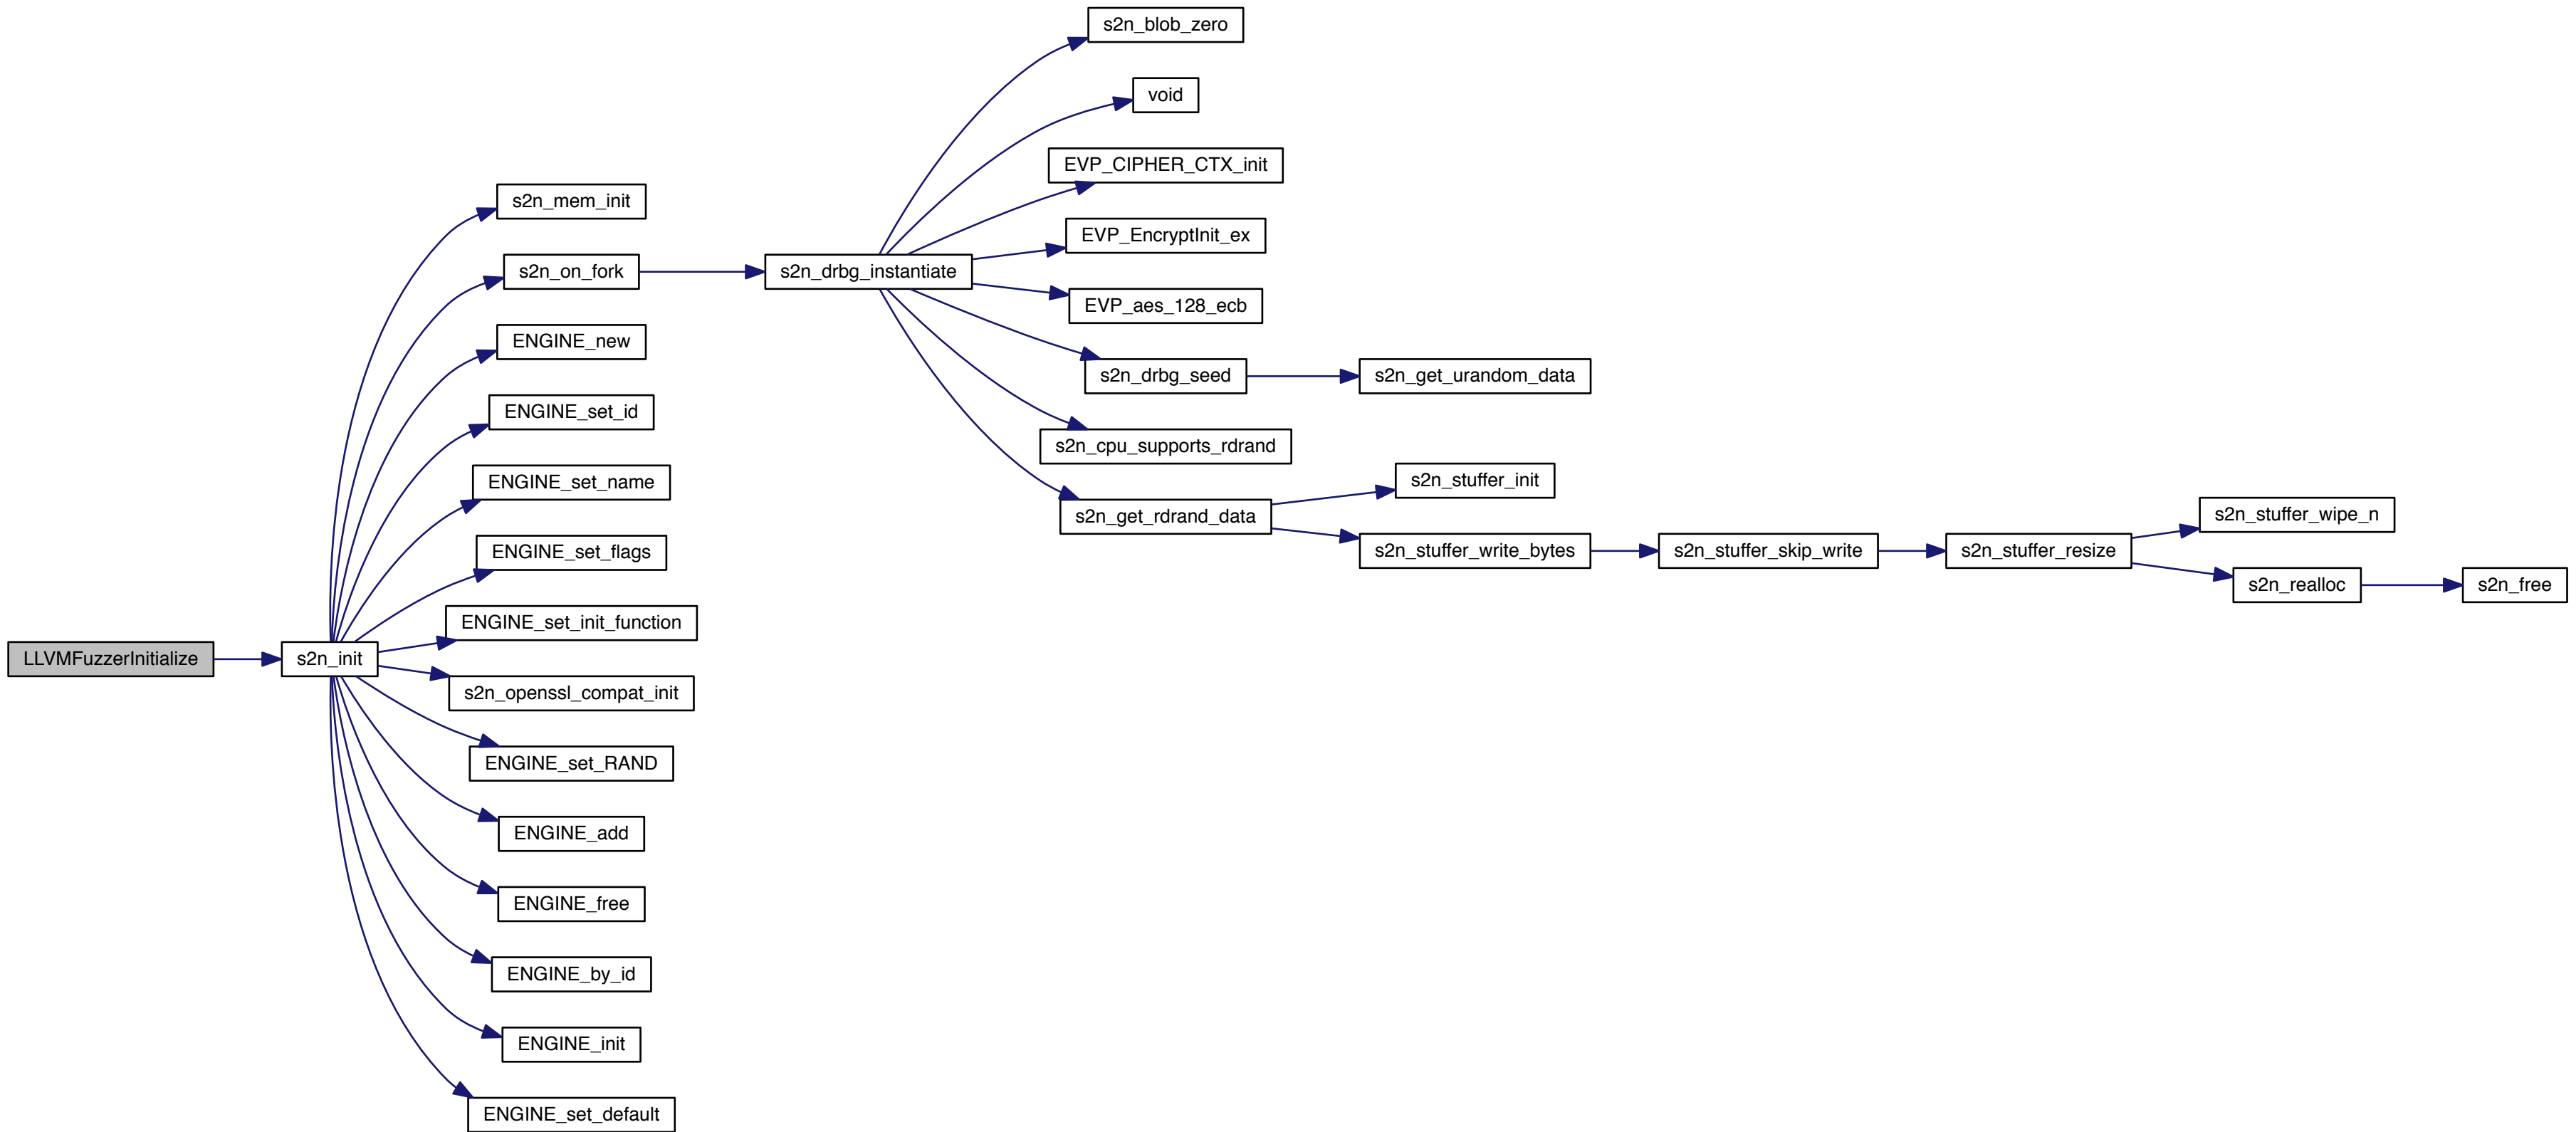 s2n_blob_zero
void
EVP_CIPHER_CTX_init
s2n_mem_init
EVP_EncryptInit_ex
s2n_on_fork
s2n_drbg_instantiate
EVP_aes_128_ecb
ENGINE_new
s2n_drbg_seed
s2n_get_urandom_data
ENGINE_set_id
s2n_cpu_supports_rdrand
ENGINE_set_name
s2n_stuffer_init
s2n_get_rdrand_data
s2n_stuffer_wipe_n
ENGINE_set_flags
s2n_stuffer_write_bytes
s2n_stuffer_skip_write
s2n_stuffer_resize
s2n_realloc
s2n_free
ENGINE_set_init_function
LLVMFuzzerInitialize
s2n_init
s2n_openssl_compat_init
ENGINE_set_RAND
ENGINE_add
ENGINE_free
ENGINE_by_id
ENGINE_init
ENGINE_set_default